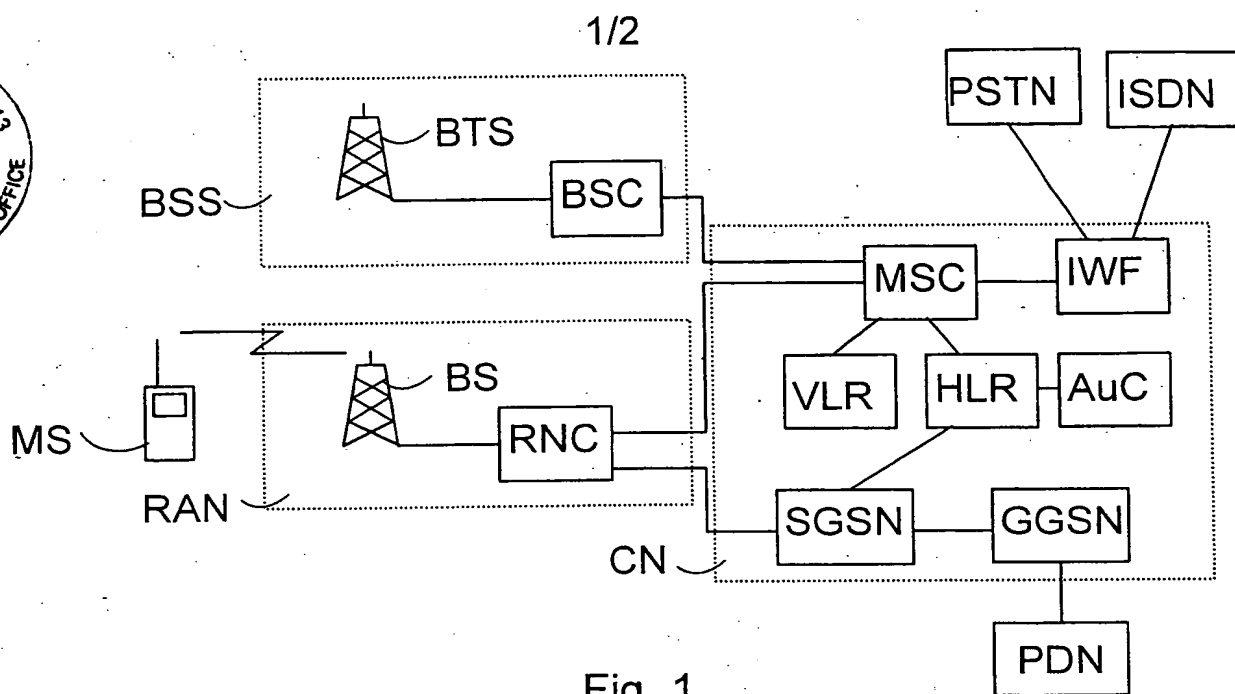 1/2
OFFICE
PSTN
ISDN
BTS
BSS
BSC
MSC
IWF
VLR
HLR
AuC
BS
MS
RNC
RAN
SGSN
GGSN
CN
PDN
Fig. 1